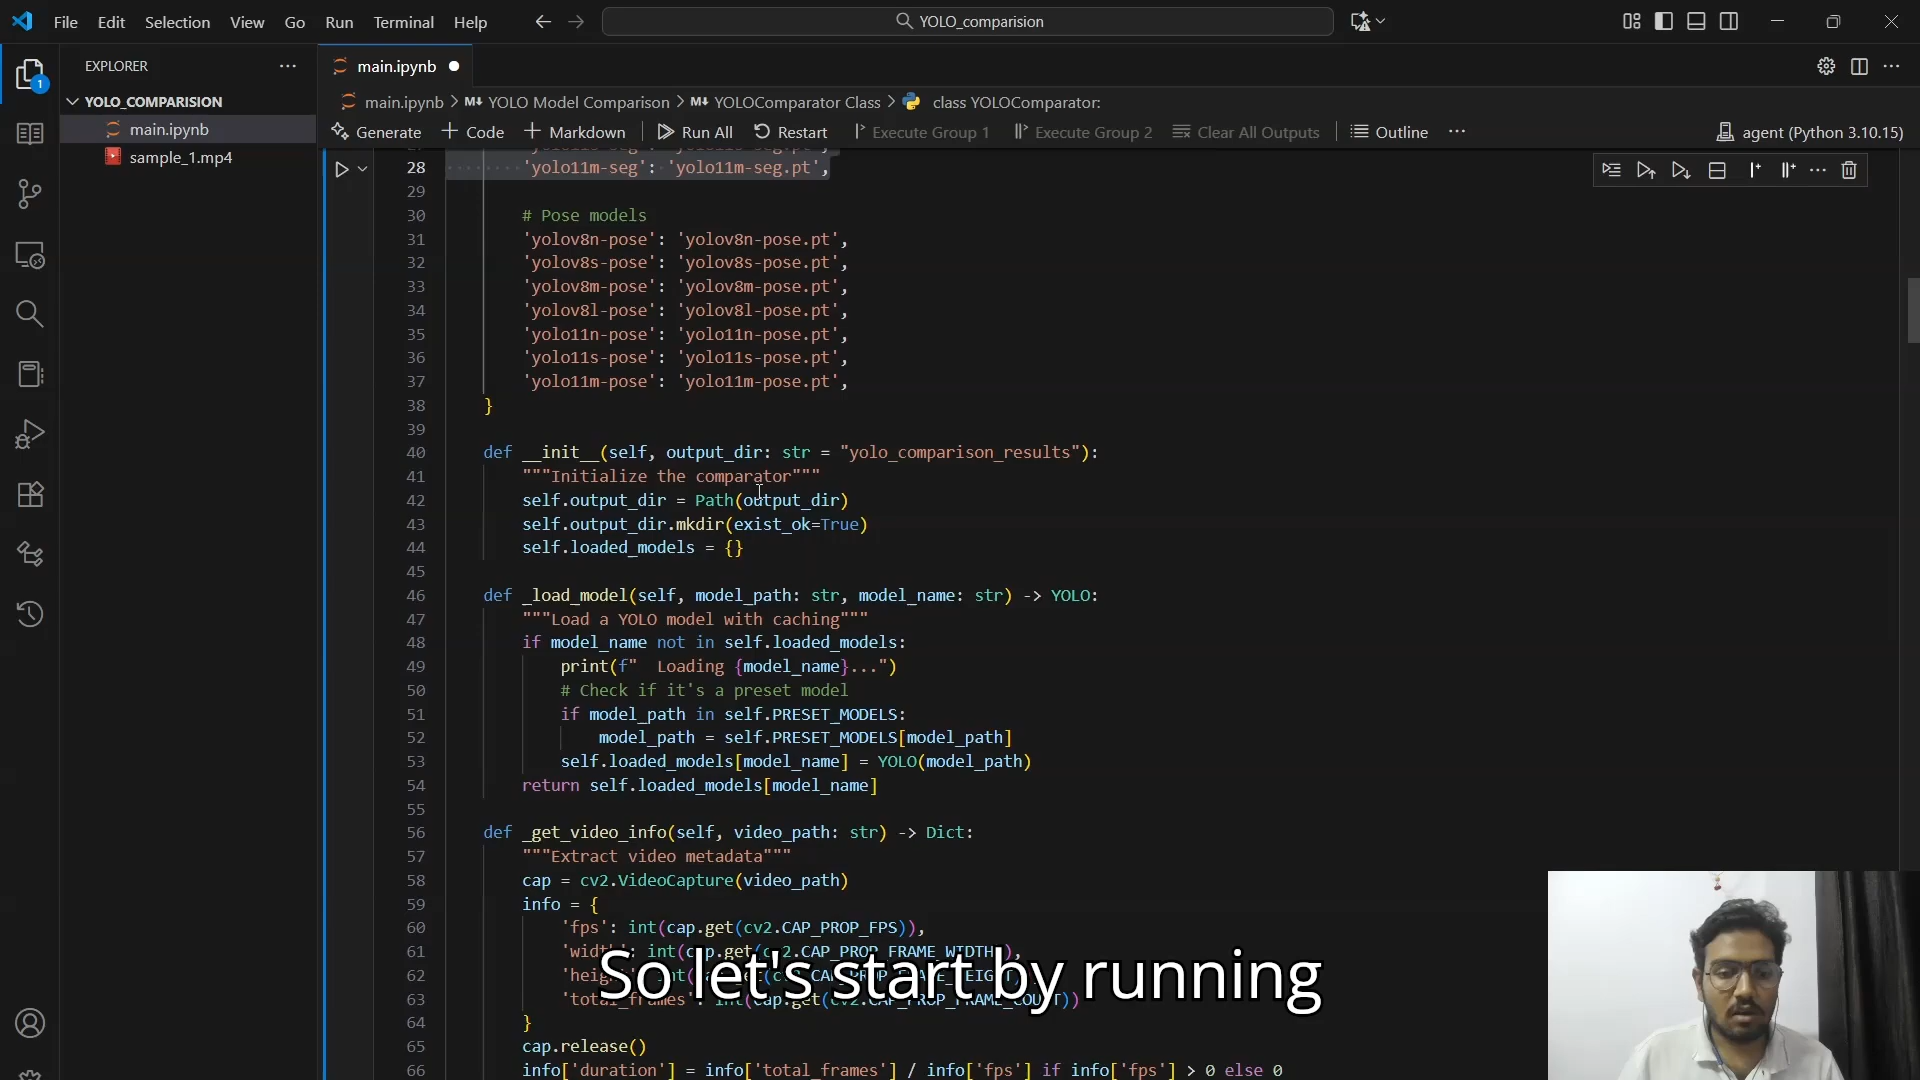 File Edit Selection View Go Run Terminal Help
YOLO_comparision
EXPLORER
1
YOLO_COMPARISION
main.ipynb
sample_1.mp4
main.ipynb
main.ipynb > M↓ YOLO Model Comparison > M↓ YOLOComparator Class > class YOLOComparator:
Generate + Code + Markdown Run All Restart Execute Group 1 Execute Group 2 Clear All Outputs Outline ... agent (Python 3.10.15)
28 'yolo11m-seg': 'yolo11m-seg.pt',
29
30 # Pose models
31 'yolov8n-pose': 'yolov8n-pose.pt',
32 'yolov8s-pose': 'yolov8s-pose.pt',
33 'yolov8m-pose': 'yolov8m-pose.pt',
34 'yolov8l-pose': 'yolov8l-pose.pt',
35 'yolo11n-pose': 'yolo11n-pose.pt',
36 'yolo11s-pose': 'yolo11s-pose.pt',
37 'yolo11m-pose': 'yolo11m-pose.pt',
38 }
39
40 def __init__(self, output_dir: str = "yolo_comparison_results"):
41 """Initialize the comparator"""
42 self.output_dir = Path(output_dir)
43 self.output_dir.mkdir(exist_ok=True)
44 self.loaded_models = {}
45
46 def _load_model(self, model_path: str, model_name: str) -> YOLO:
47 """Load a YOLO model with caching"""
48 if model_name not in self.loaded_models:
49 print(f"  Loading {model_name}...")
50 # Check if it's a preset model
51 if model_path in self.PRESET_MODELS:
52 model_path = self.PRESET_MODELS[model_path]
53 self.loaded_models[model_name] = YOLO(model_path)
54 return self.loaded_models[model_name]
55
56 def _get_video_info(self, video_path: str) -> Dict:
57 """Extract video metadata"""
58 cap = cv2.VideoCapture(video_path)
59 info = {
60 'fps': int(cap.get(cv2.CAP_PROP_FPS)),
61 'width': int(cap.get(cv2.CAP_PROP_FRAME_WIDTH)),
62 'height': int(cap.get(cv2.CAP_PROP_FRAME_HEIGHT)),
63 'total_frames': int(cap.get(cv2.CAP_PROP_FRAME_COUNT))
64 }
65 cap.release()
66 info['duration'] = info['total_frames'] / info['fps'] if info['fps'] > 0 else 0
So let's start by running